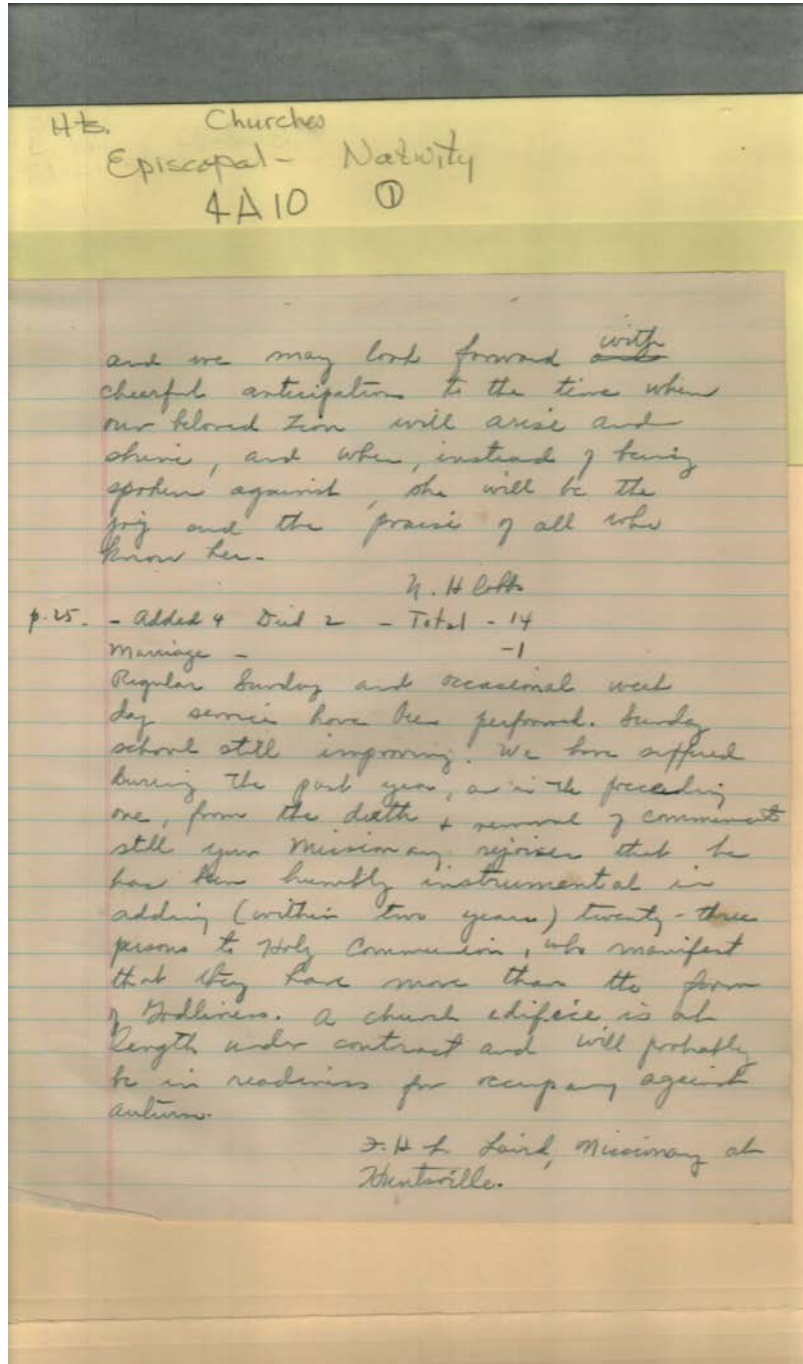 Hts. Churches
Episcopal - Nativity
4A10 ①
and we may look forward with
cheerful anticipation to the time when
our beloved Zion will arise and
shine, and when, instead of being
spoken against, she will be the
joy and the praise of all who
know her.
N. H Cobbs
p. 25. - Added 4 Died 2 - Total - 14
Marriage - -1
Regular Sunday and occasional week
day services have been performed. Sunday
school still improving. We have suffered
During the past year, as in the preceding
one, from the death & removal of communicants
still your Missionary rejoices that he
has been humbly instrumental in
adding (within two years) twenty-three
persons to Holy Communion, who manifest
that they have more than the form
of Godliness. A church edifice is at
length under contract and will probably
be in readiness for occupany against
autumn.
F. H L Laird, Missionary at
Huntsville.